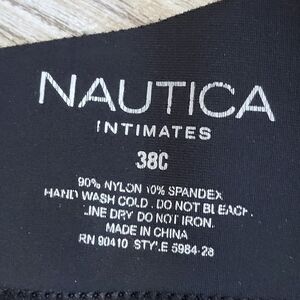 NAUTICA
INTIMATES
38C
90% NYLON 10% SPANDEX
HAND WASH COLD. DO NOT BLEACH.
LINE DRY DO NOT IRON.
MADE IN CHINA
RN 90410 STYLE 5984-28